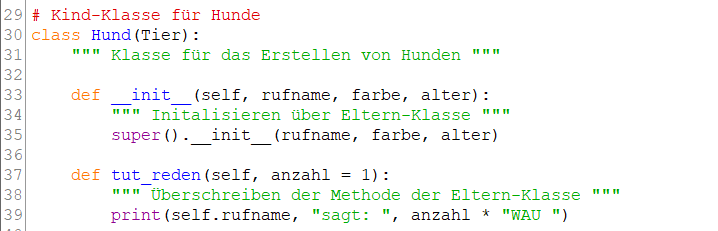 29 # Kind-Klasse für Hunde
30 class Hund(Tier):
31     """ Klasse für das Erstellen von Hunden """
32
33     def __init__(self, rufname, farbe, alter):
34         """ Initalisieren über Eltern-Klasse """
35         super().__init__(rufname, farbe, alter)
36
37     def tut_reden(self, anzahl = 1):
38         """ Überschreiben der Methode der Eltern-Klasse """
39         print(self.rufname, "sagt: ", anzahl * "WAU ")